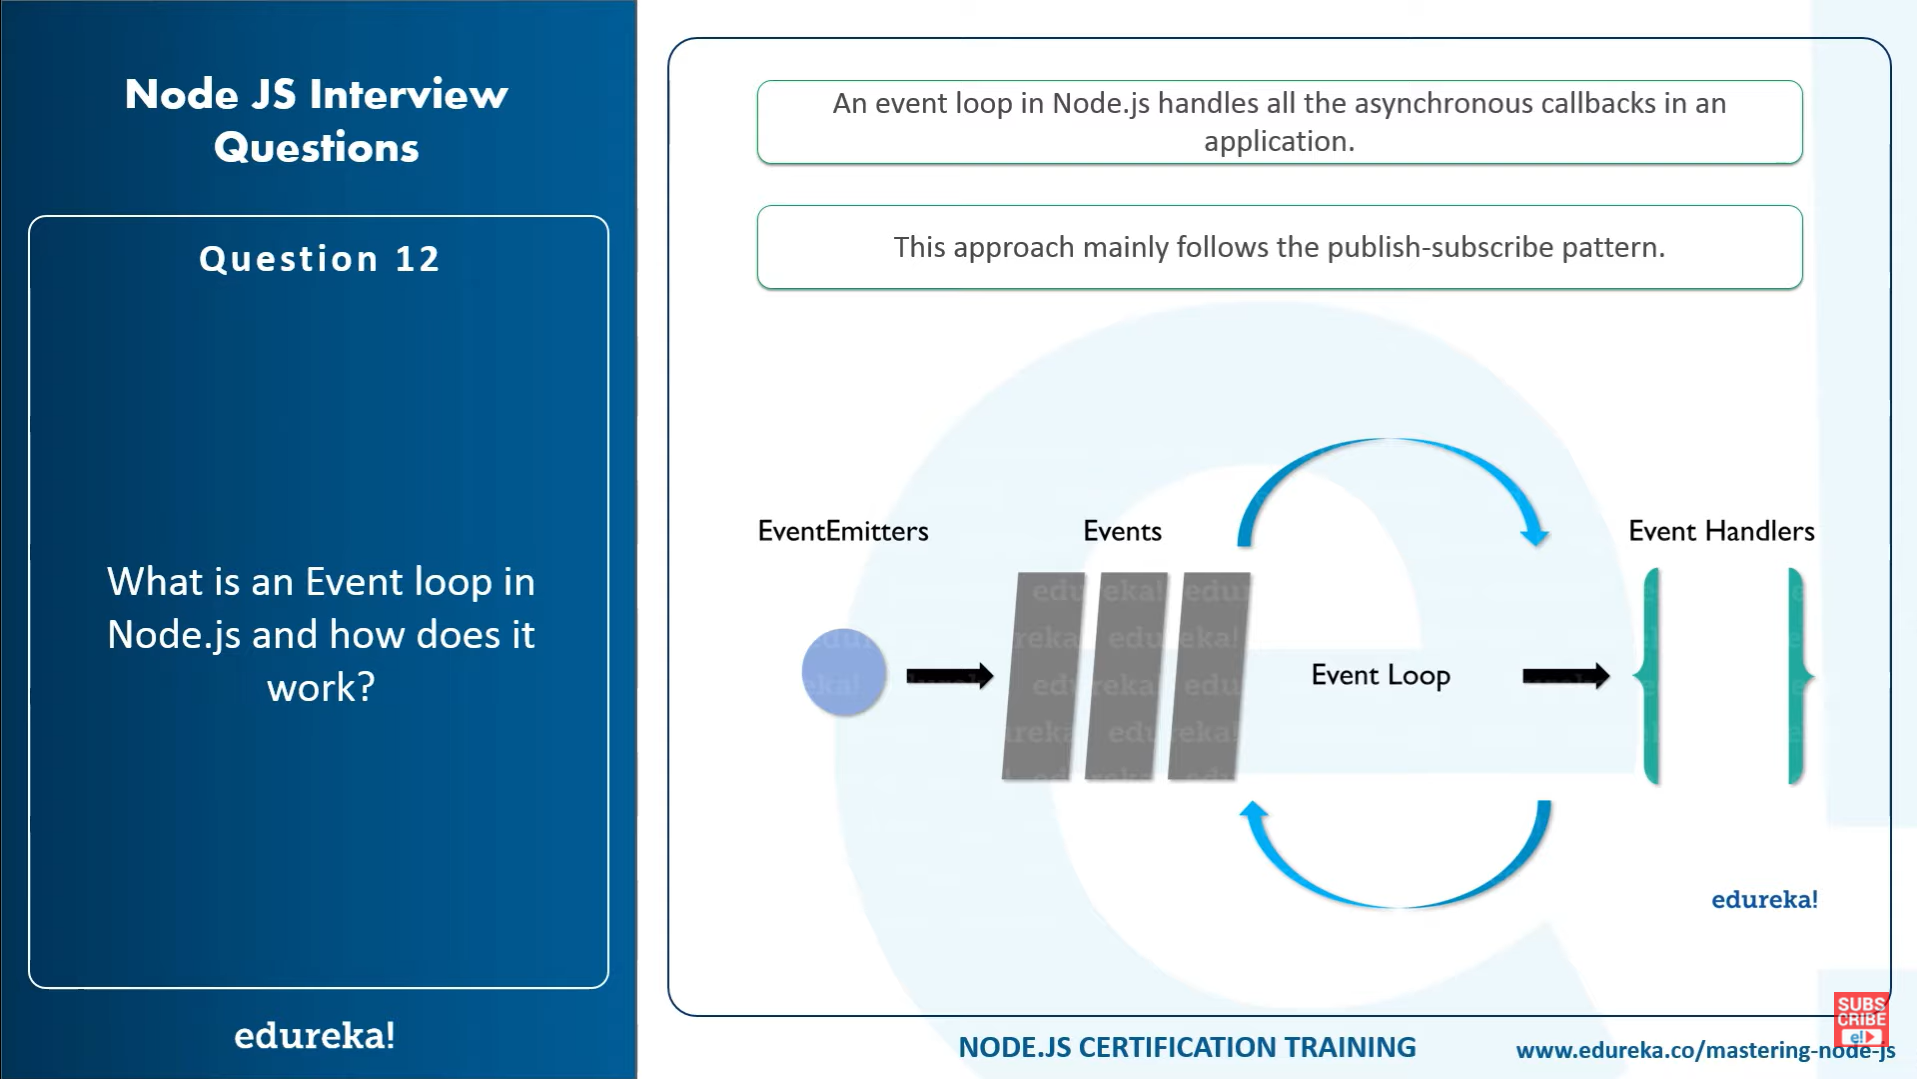 Node JS Interview
Questions
Question 12
What is an Event loop in
Node.js and how does it
work?
edureka!
An event loop in Node.js handles all the asynchronous callbacks in an
application.
This approach mainly follows the publish-subscribe pattern.
EventEmitters
Events
Event Loop
Event Handlers
edureka!
NODE.JS CERTIFICATION TRAINING
www.edureka.co/mastering-node-js
SUBS
CRIBE
e!